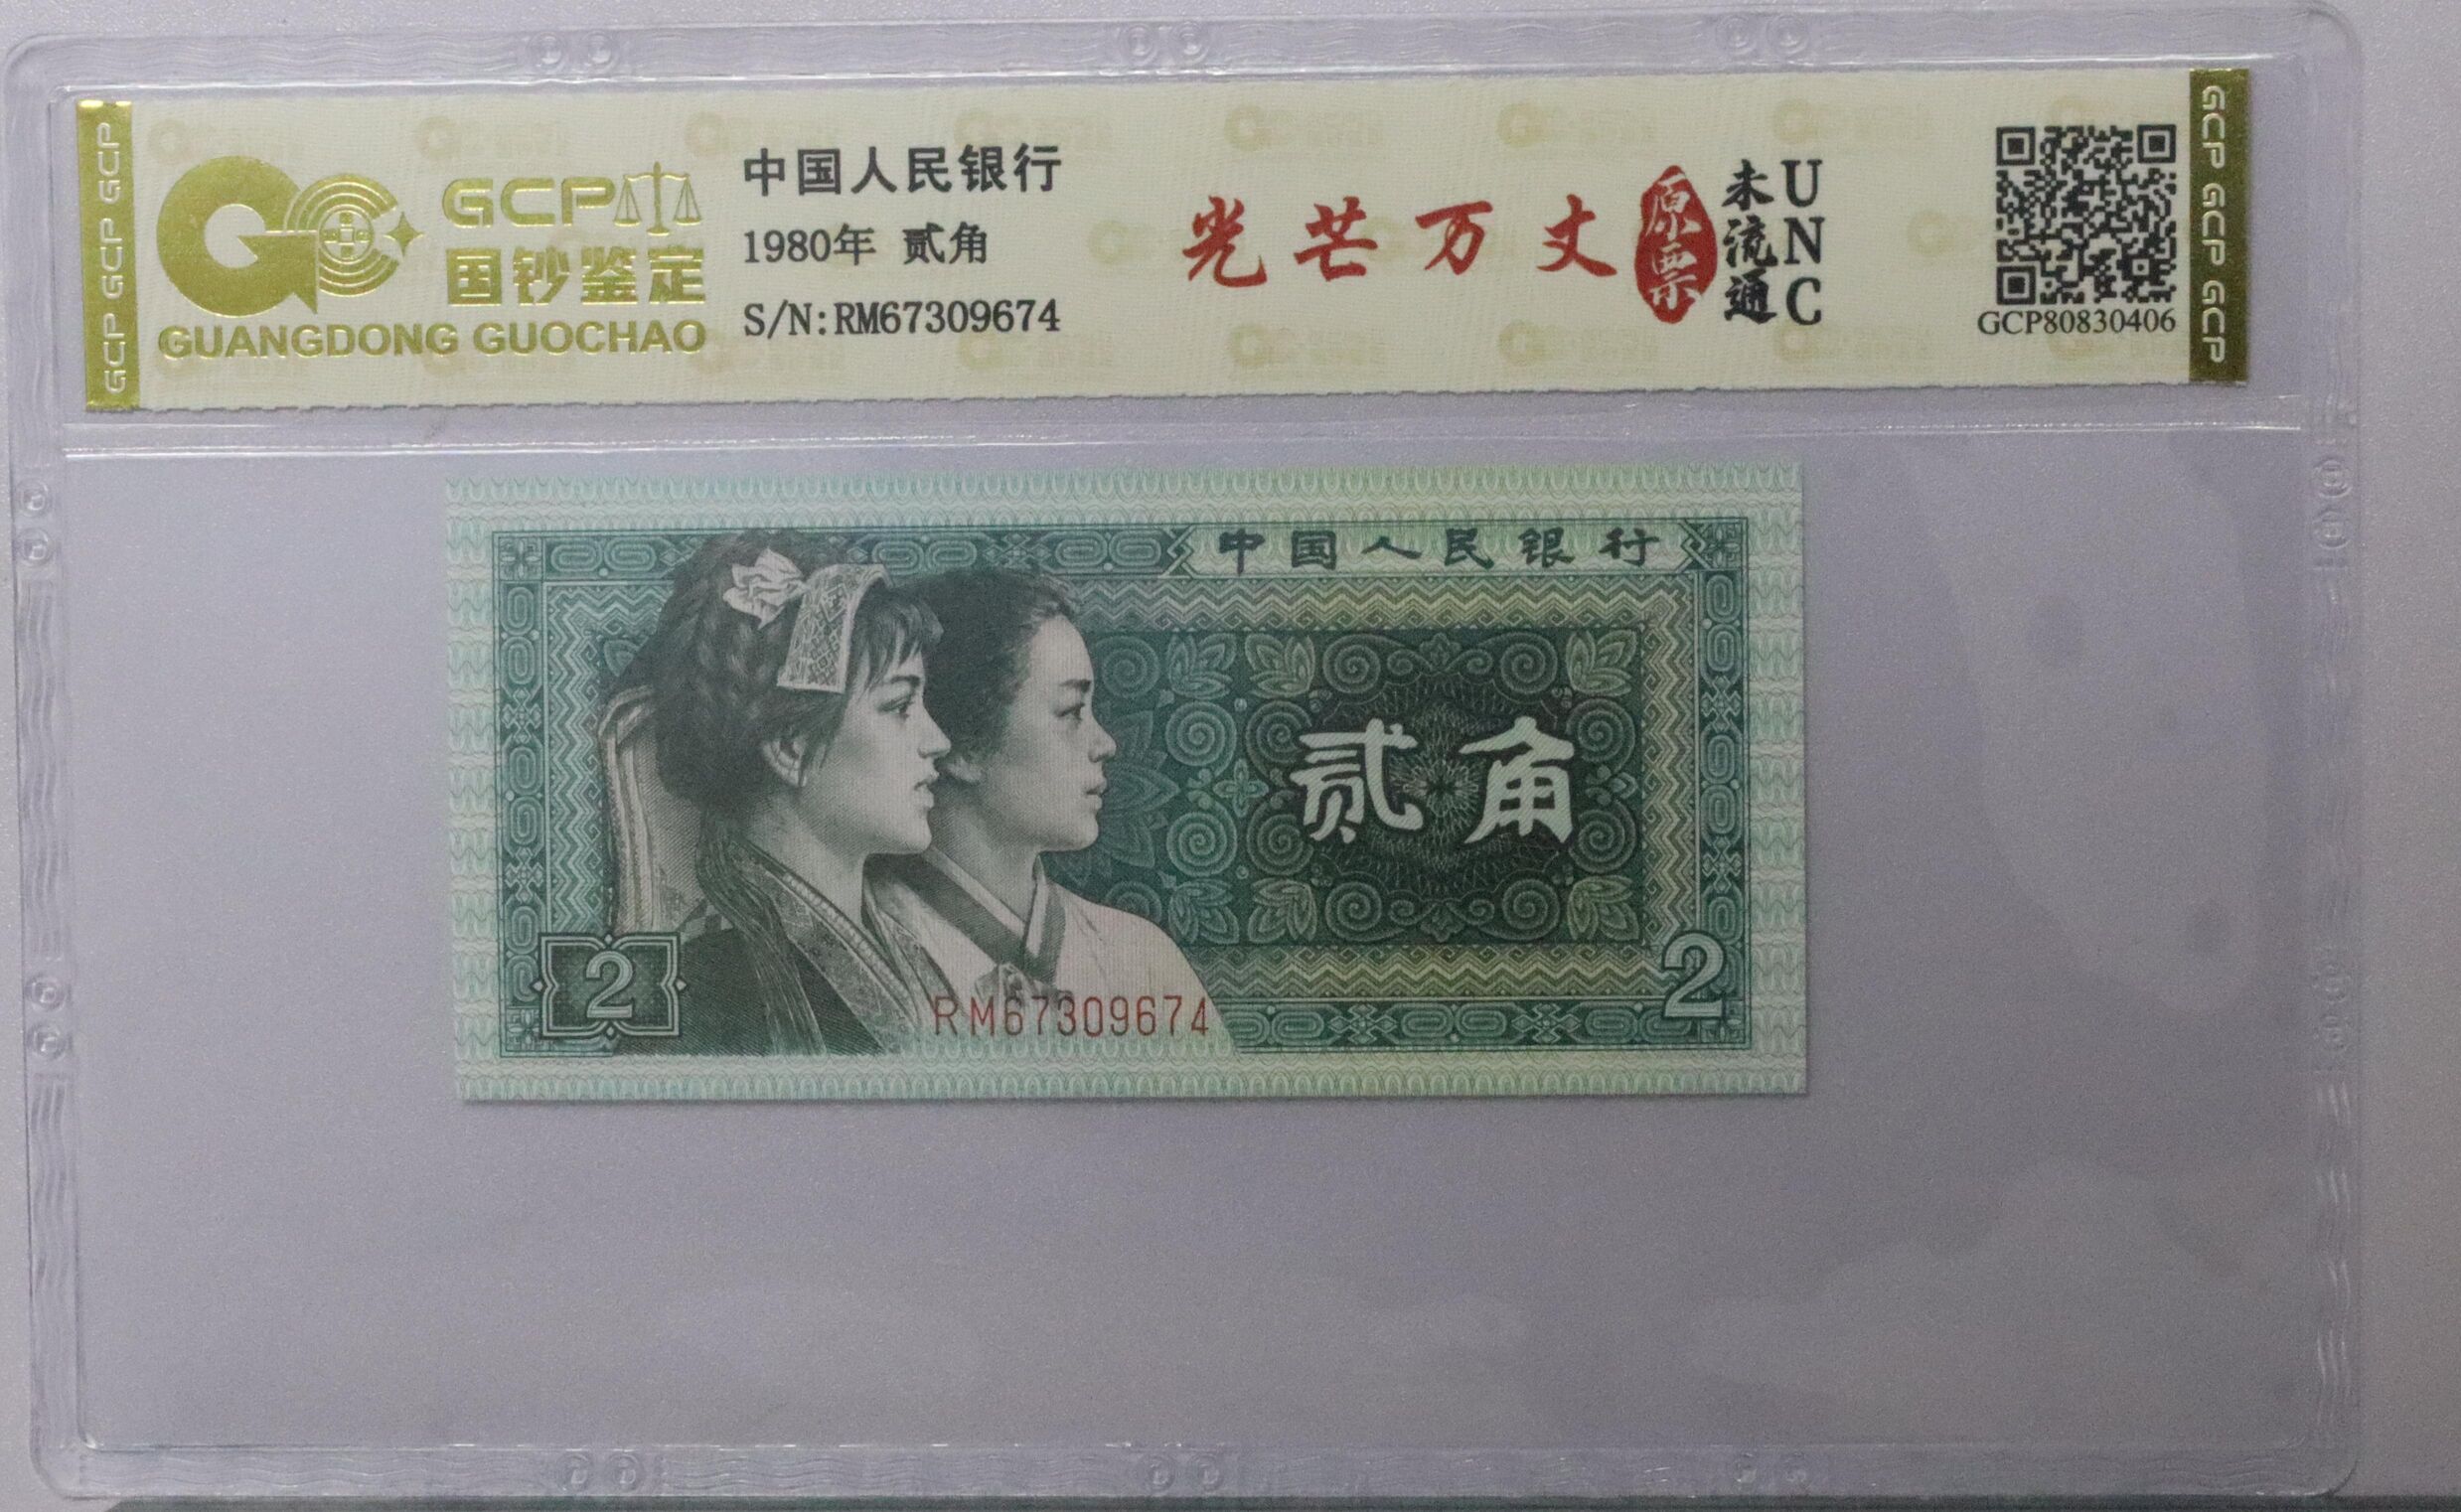 GCP GCP GCP
GCP
国钞鉴定
GUANGDONG GUOCHAO
中国人民银行
1980年 贰角
S/N:RM67309674
光芒万丈
原票
未流通
UNC
GCP80830406
GCP GCP GCP
中国人民银行
贰角
2
RM67309674
2